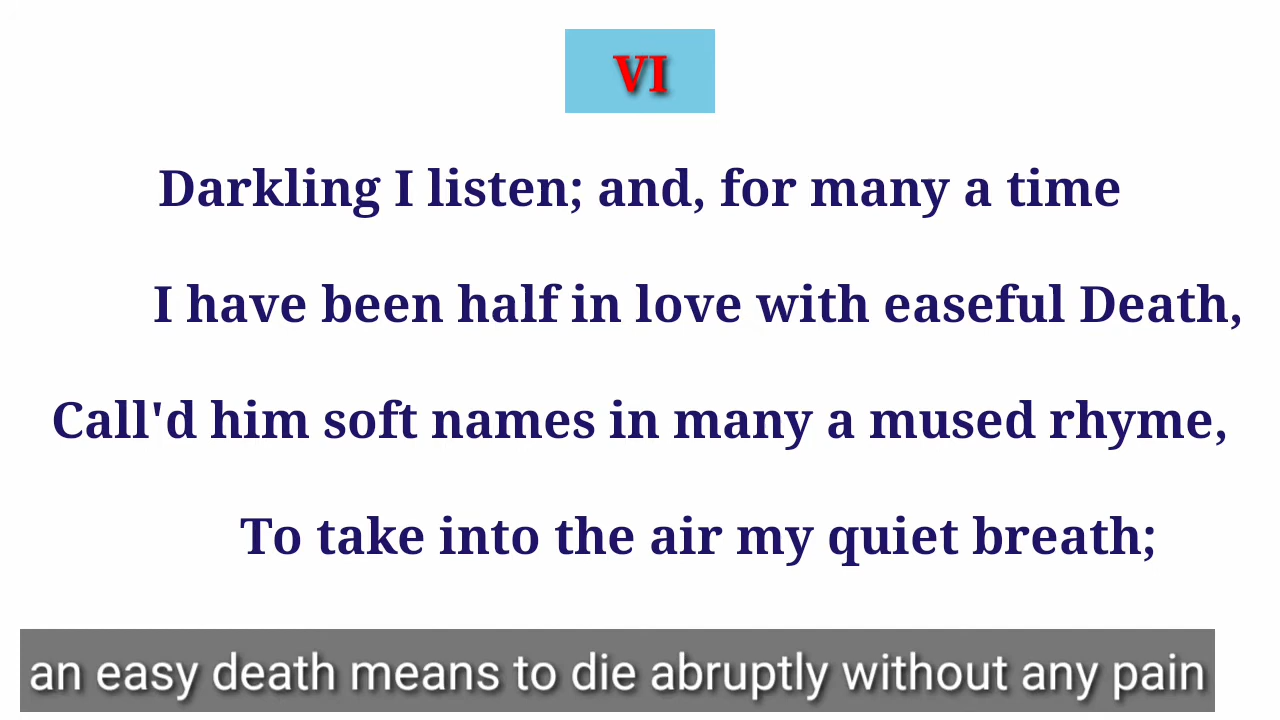 VI
Darkling I listen; and, for many a time
I have been half in love with easeful Death,
Call'd him soft names in many a mused rhyme,
To take into the air my quiet breath;
an easy death means to die abruptly without any pain